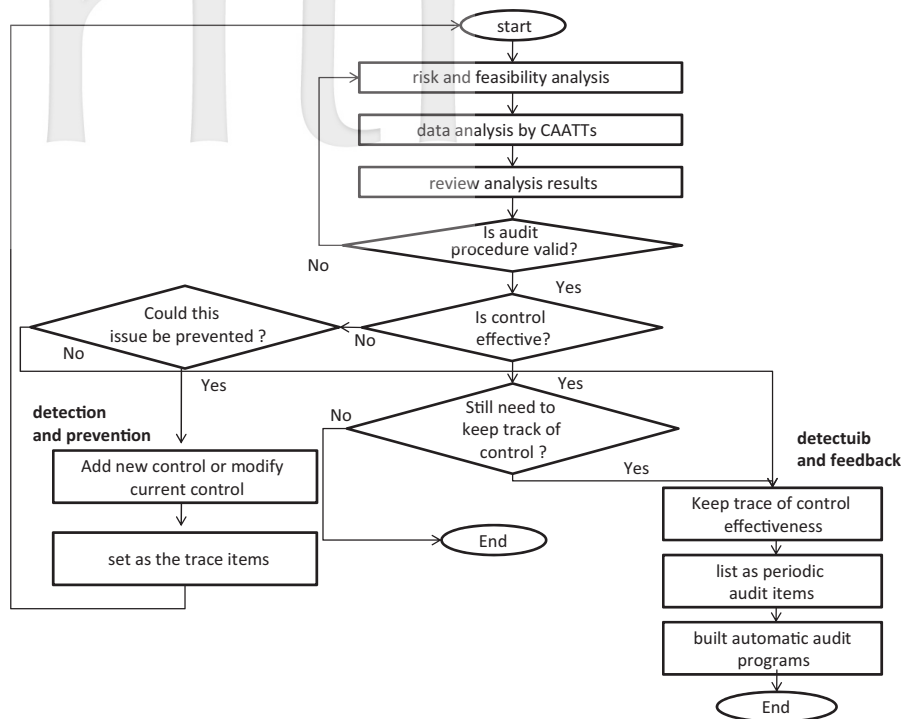 start
risk and feasibility analysis
data analysis by CAATTs
review analysis results
Is audit
procedure valid?
No
Yes
Could this
issue be prevented ?
Is control
effective?
No
No
Yes
Yes
detection
and prevention
Still need to
keep track of
control ?
No
Yes
detectuib
and feedback
Add new control or modify
current control
Keep trace of control
effectiveness
set as the trace items
End
list as periodic
audit items
built automatic audit
programs
End